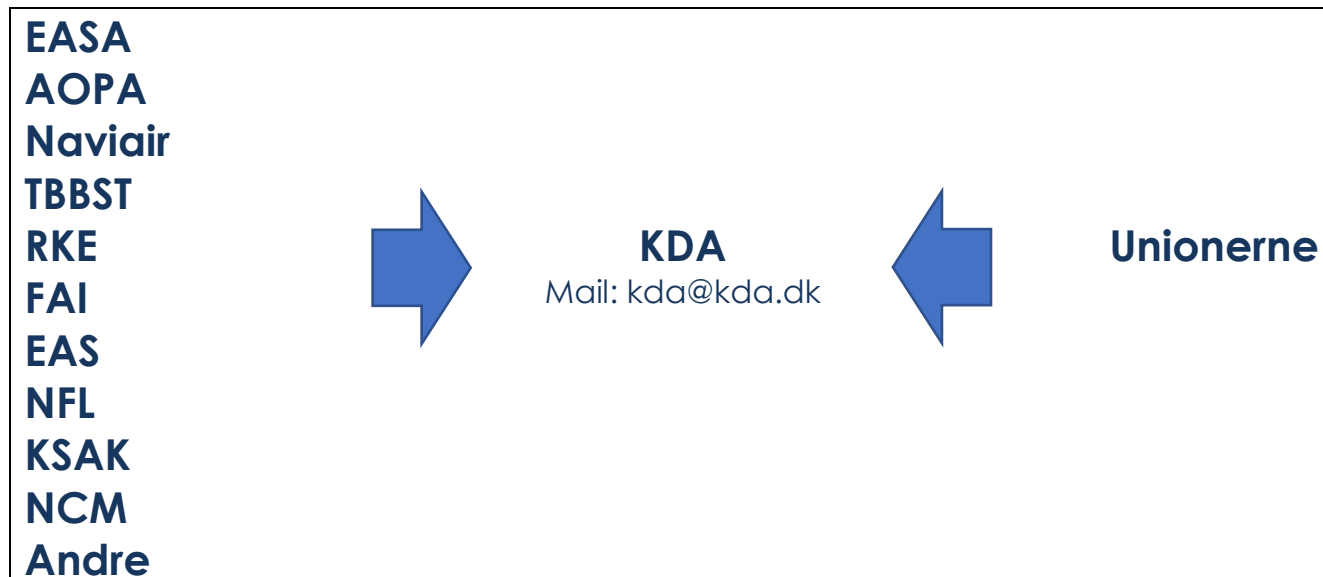 EASA
AOPA
Naviair
TBBST
RKE
FAI
EAS
NFL
KSAK
NCM
Andre
KDA
Mail: kda@kda.dk
Unionerne